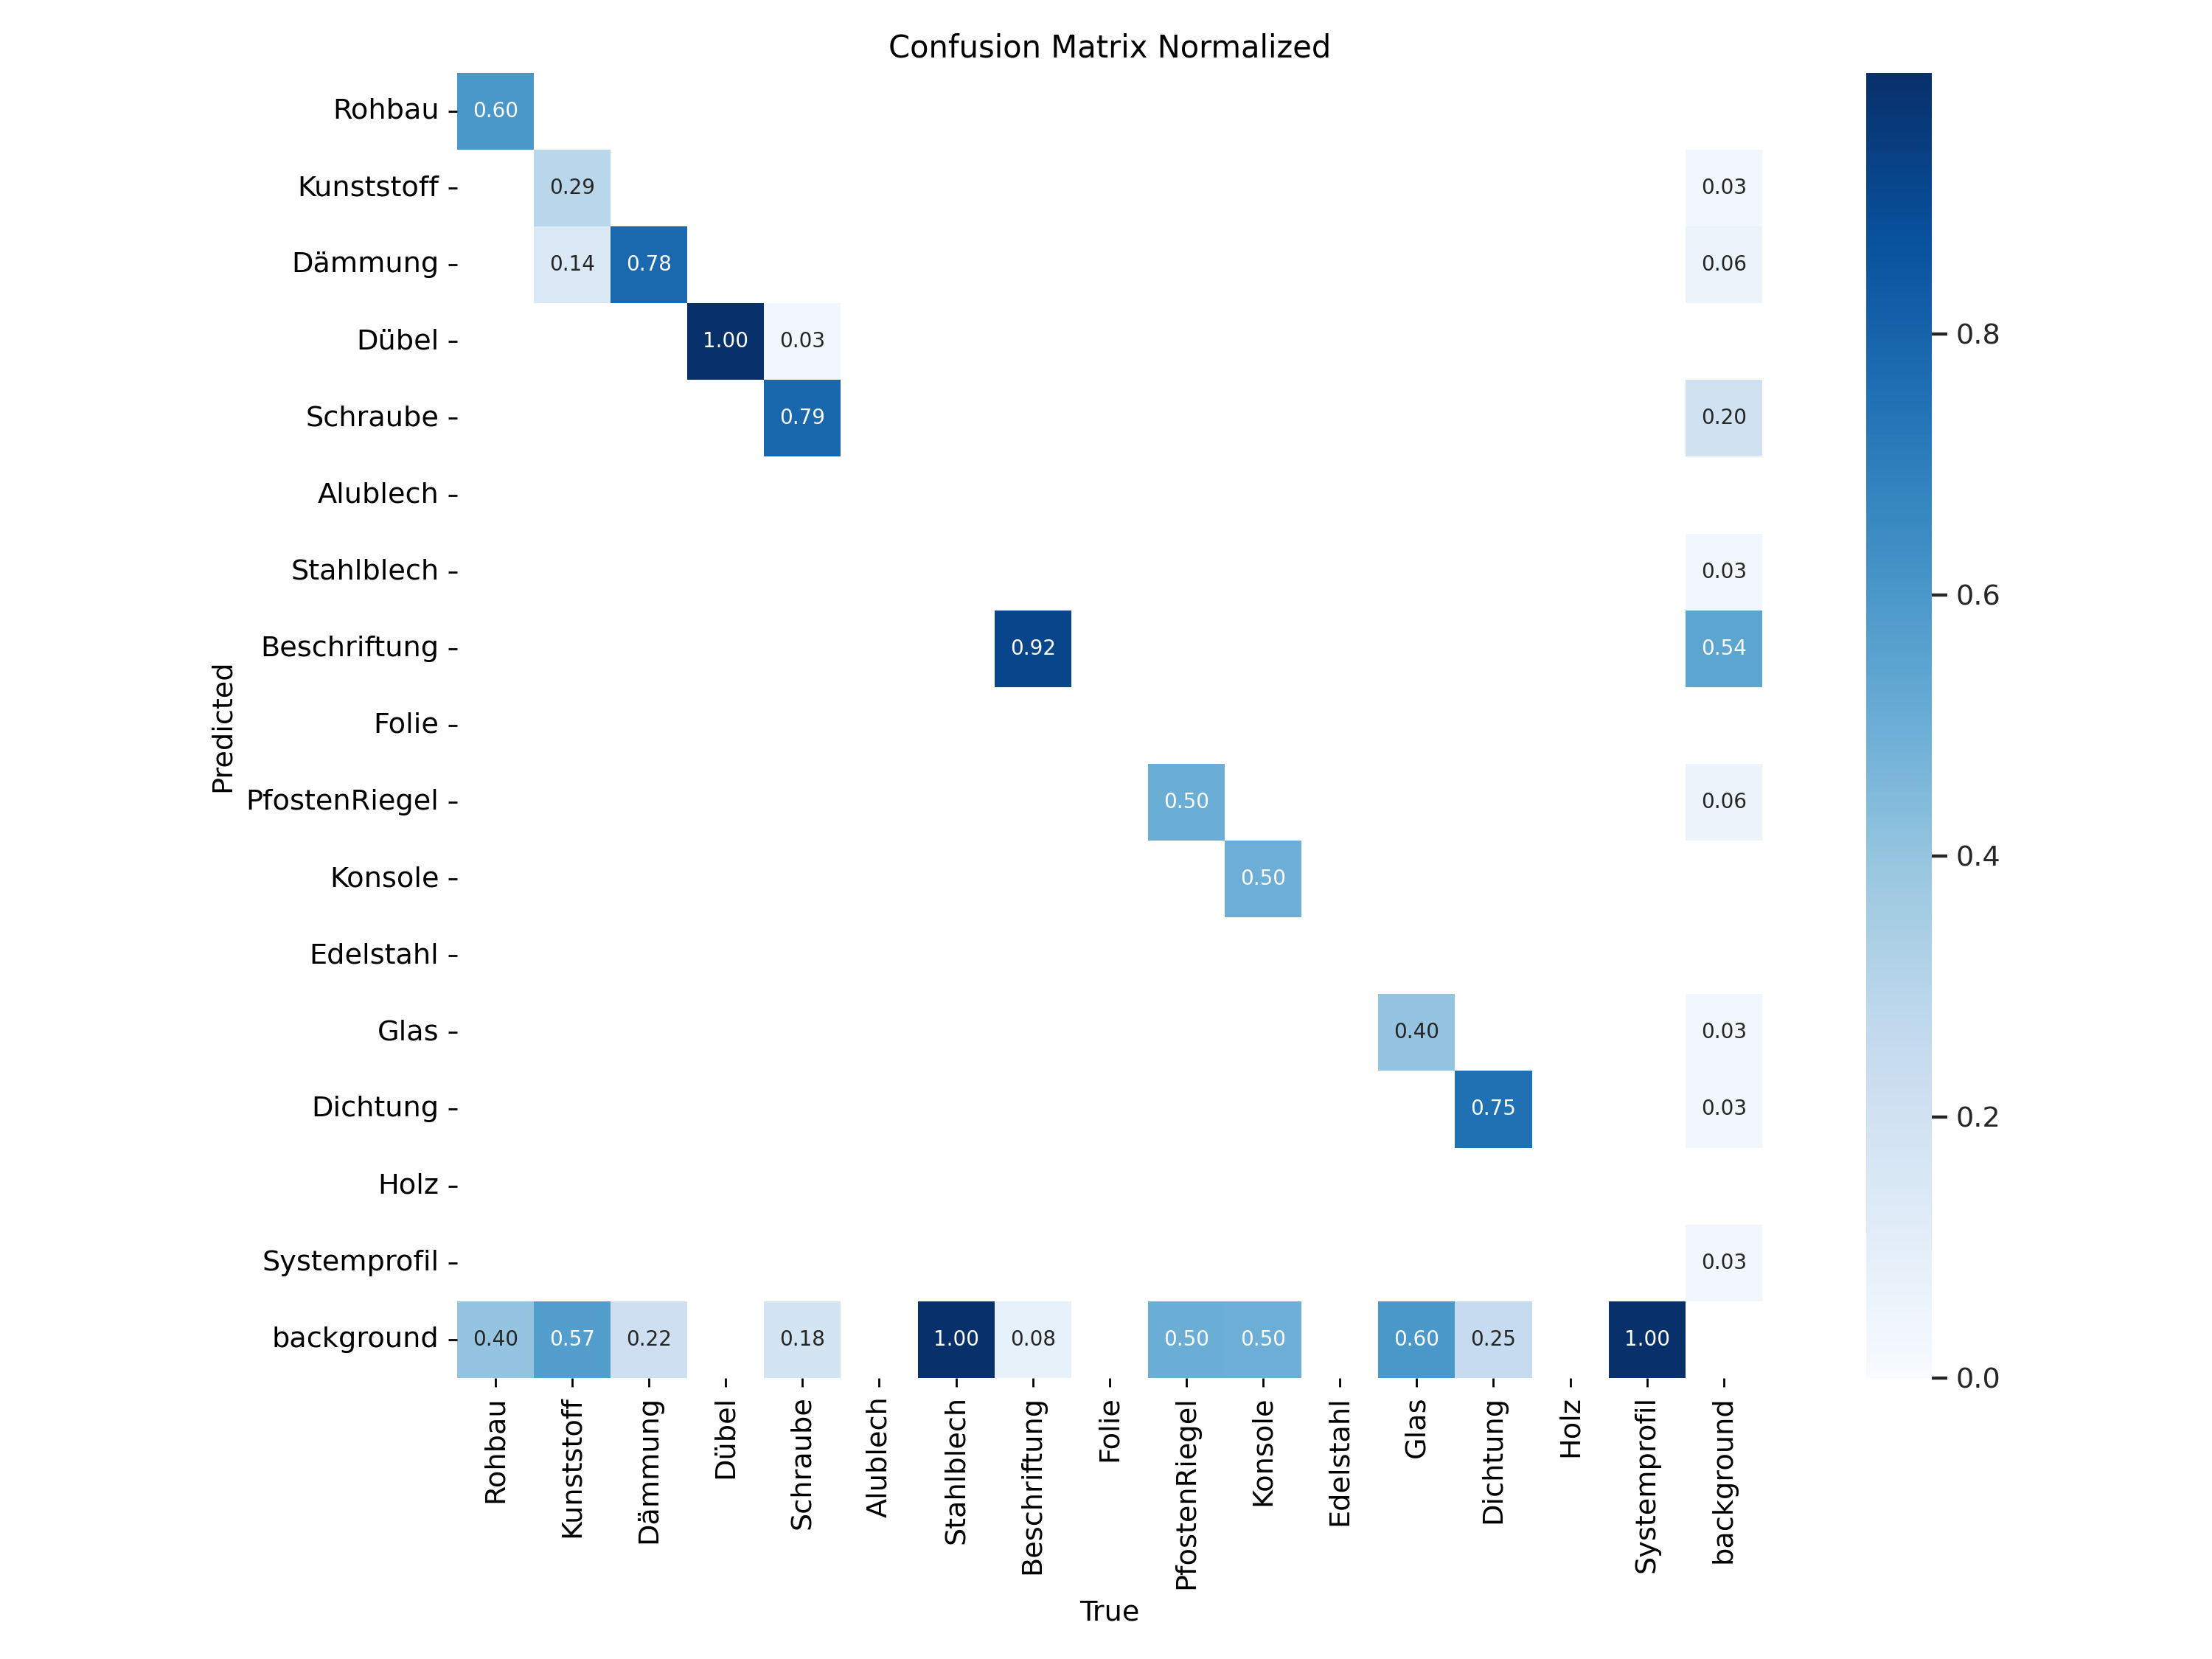 Confusion Matrix Normalized
Rohbau 0.60
Kunststoff 0.29 0.03
Dämmung 0.14 0.78 0.06
Dübel 1.00 0.03
Schraube 0.79 0.20
Alublech
Stahlblech 0.03
Beschriftung 0.92 0.54
Folie
PfostenRiegel 0.50 0.06
Konsole 0.50
Edelstahl
Glas 0.40 0.03
Dichtung 0.75 0.03
Holz
Systemprofil 0.03
background 0.40 0.57 0.22 0.18 1.00 0.08 0.50 0.50 0.60 0.25 1.00
Predicted
Rohbau
Kunststoff
Dämmung
Dübel
Schraube
Alublech
Stahlblech
Beschriftung
Folie
PfostenRiegel
Konsole
Edelstahl
Glas
Dichtung
Holz
Systemprofil
background
True
0.8
0.6
0.4
0.2
0.0